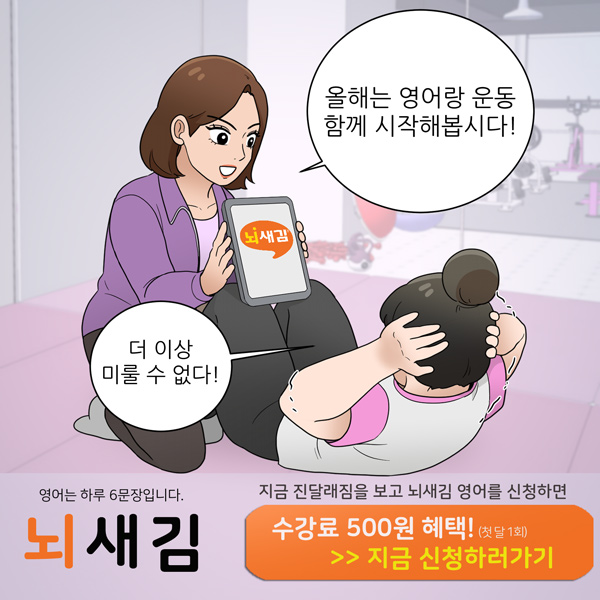 올해는 영어랑 운동
함께 시작해봅시다!
뇌새김
더 이상
미룰 수 없다!
영어는 하루 6문장입니다.
뇌새김
지금 진달래짐을 보고 뇌새김 영어를 신청하면
수강료 500원 혜택! (첫 달 1회)
>> 지금 신청하러가기